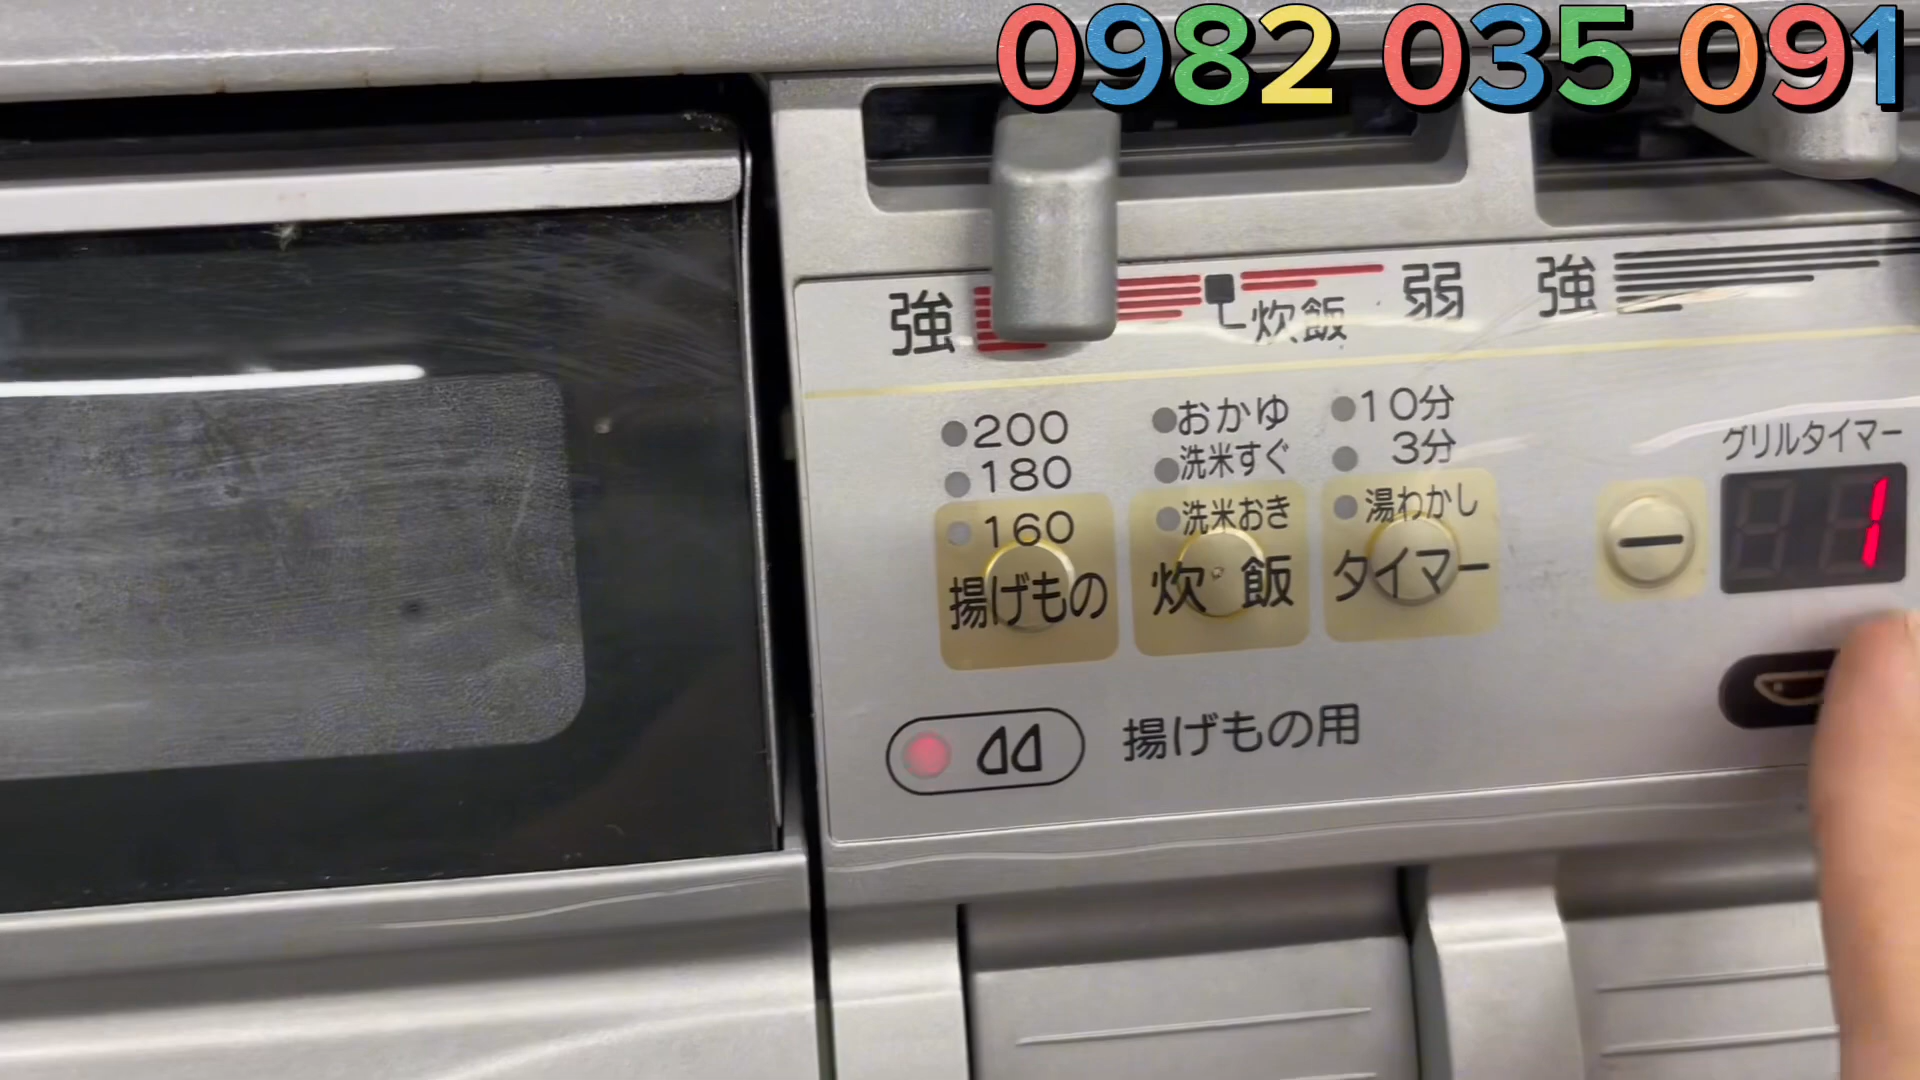 0982 035 091
強 炊飯 弱 強
200 おかゆ 10分
180 洗米すぐ 3分
160 洗米おき 湯わかし
揚げもの 炊飯 タイマー
グリルタイマー
1
揚げもの用